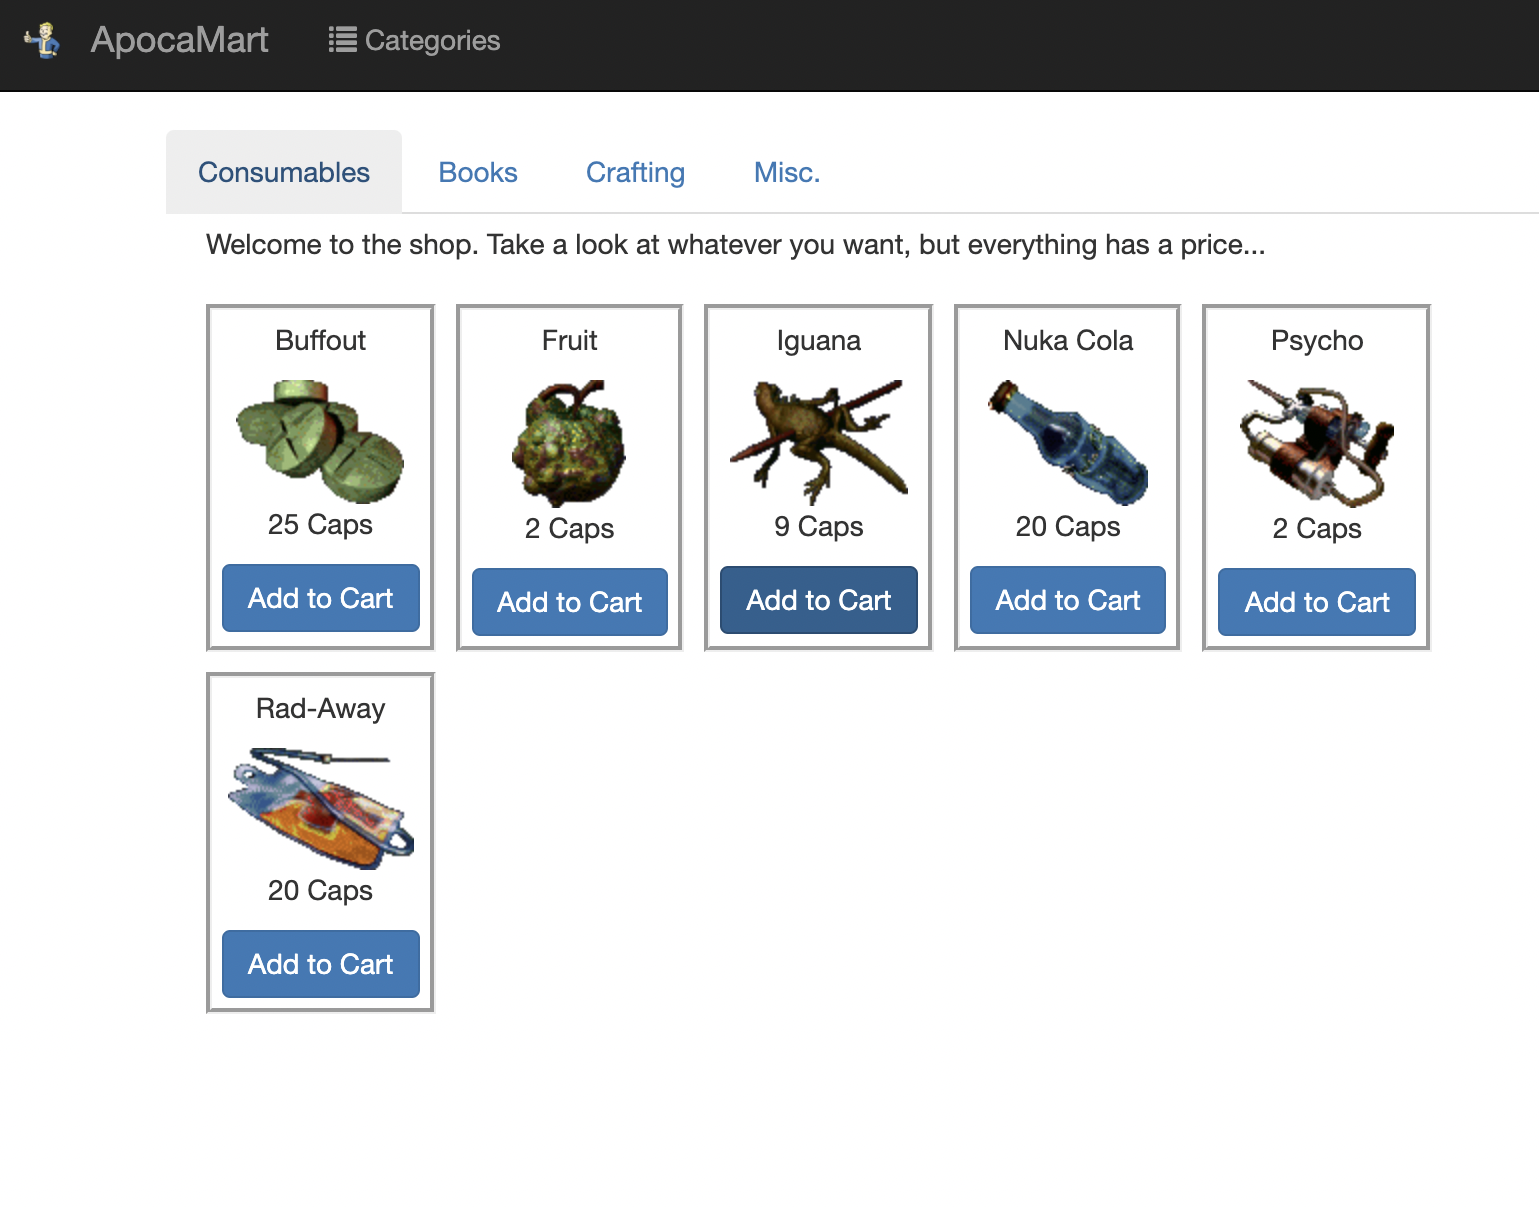 ApocaMart Categories
Consumables Books Crafting Misc.
Welcome to the shop. Take a look at whatever you want, but everything has a price...
Buffout Fruit Iguana Nuka Cola Psycho
25 Caps 2 Caps 9 Caps 20 Caps 2 Caps
Add to Cart Add to Cart Add to Cart Add to Cart Add to Cart
Rad-Away
20 Caps
Add to Cart